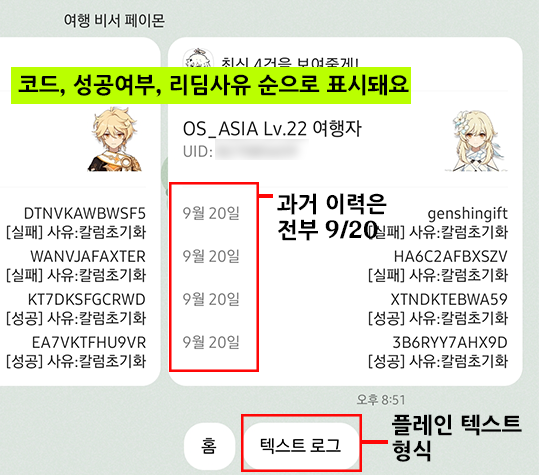 여행 비서 페이몬
최신 4건을 보여줄게!
코드, 성공여부, 리딤사유 순으로 표시돼요
OS_ASIA Lv.22 여행자
UID:
DTNVKAWBWSF5
[실패] 사유:칼럼초기화
WANVJAFAXTER
[실패] 사유:칼럼초기화
KT7DKSFGCRWD
[성공] 사유:칼럼초기화
EA7VKTFHU9VR
[성공] 사유:칼럼초기화
9월 20일
9월 20일
9월 20일
9월 20일
과거 이력은
전부 9/20
genshingift
[실패] 사유:칼럼초기화
HA6C2AFBXSZV
[실패] 사유:칼럼초기화
XTNDKTEBWA59
[성공] 사유:칼럼초기화
3B6RYY7AHX9D
[성공] 사유:칼럼초기화
오후 8:51
홈
텍스트 로그
플레인 텍스트
형식